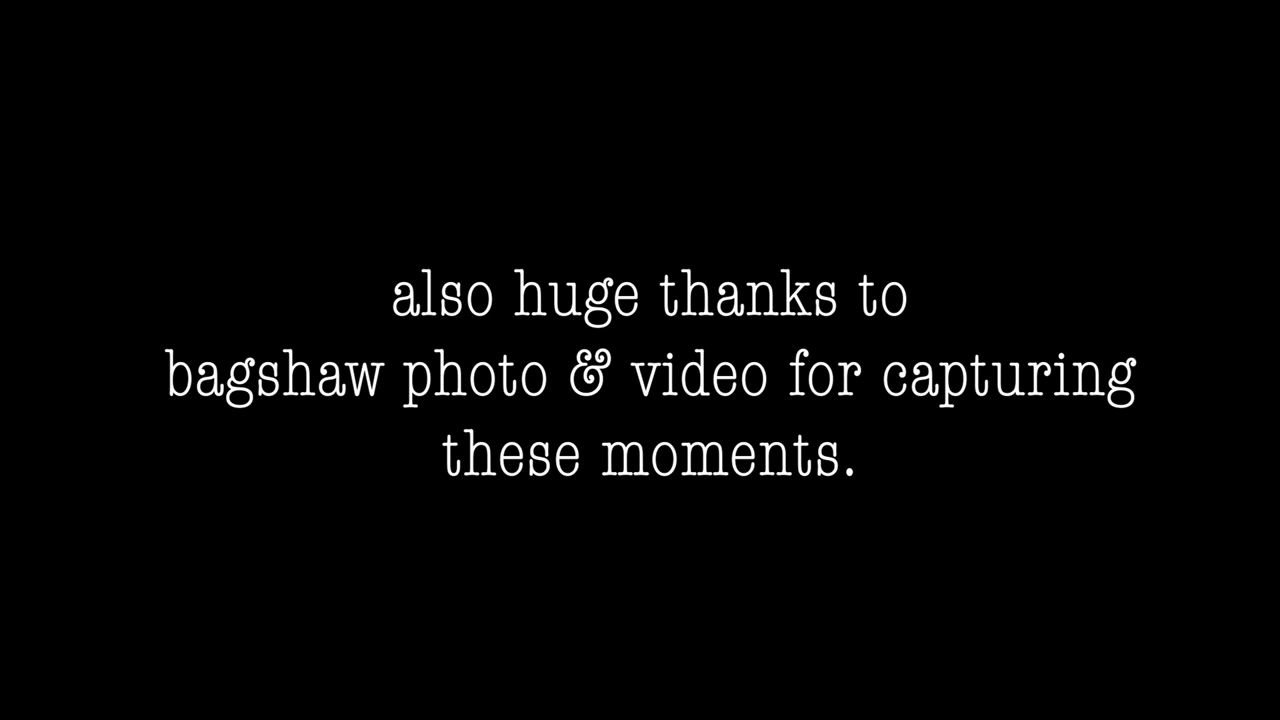 also huge thanks to
bagshaw photo & video for capturing
these moments.